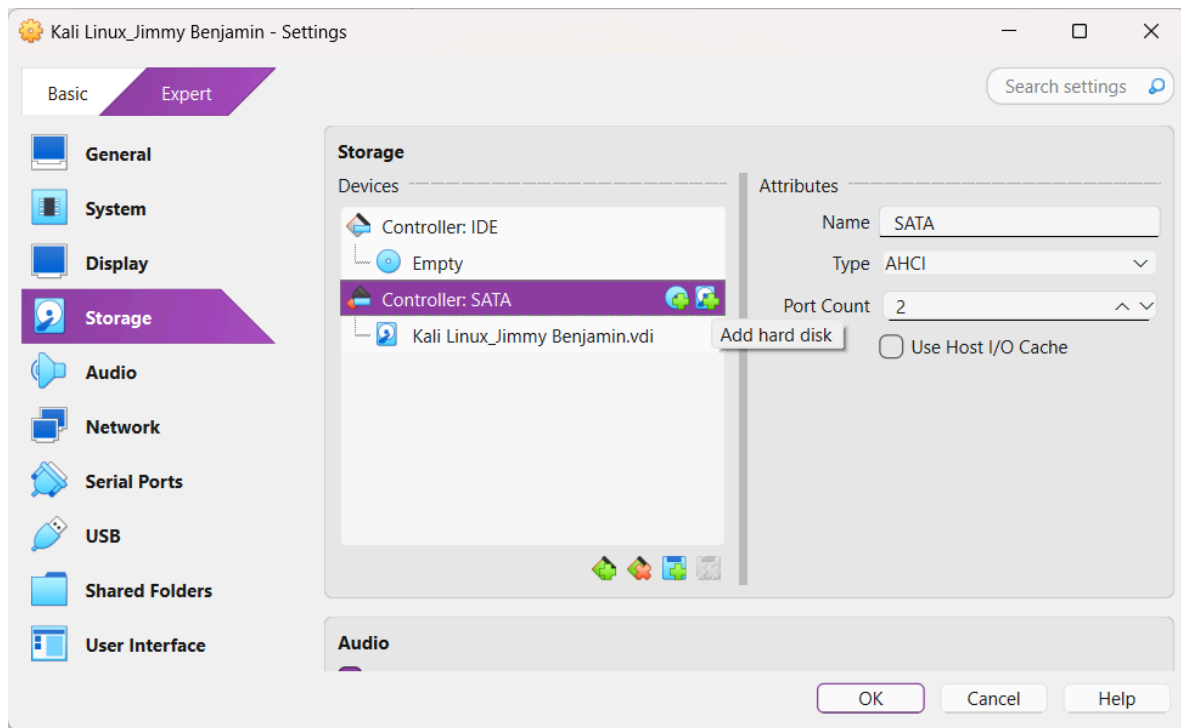 Kali Linux_Jimmy Benjamin - Settings
Basic
Expert
Search settings
General
System
Display
Storage
Audio
Network
Serial Ports
USB
Shared Folders
User Interface
Storage
Devices
Controller: IDE
Empty
Controller: SATA
Kali Linux_Jimmy Benjamin.vdi
Add hard disk
Attributes
Name SATA
Type AHCI
Port Count 2
Use Host I/O Cache
Audio
OK
Cancel
Help